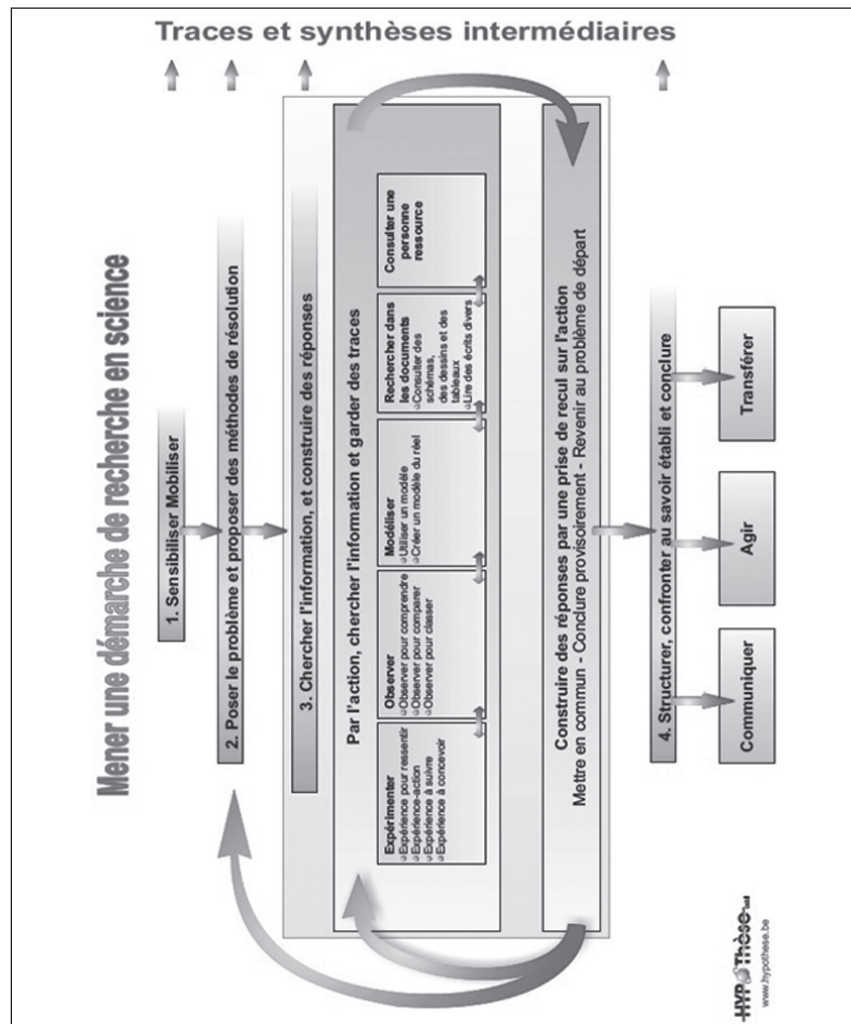 Traces et synthèses intermédiaires
Mener une démarche de recherche en science
1. Sensibiliser Mobiliser
2. Poser le problème et proposer des méthodes de résolution
3. Chercher l'information, et construire des réponses
Par l'action, chercher l'information et garder des traces
Expérimenter
Expérience pour ressentir
Expérience-action
Expérience à suivre
Expérience à concevoir
Observer
Observer pour comprendre
Observer pour comparer
Observer pour classer
Modéliser
Utiliser un modèle
Créer un modèle du réel
Rechercher dans
les documents
Consulter des
schémas,
des dessins et des
tableaux
Lire des écrits divers
Consulter une
personne
ressource
Construire des réponses par une prise de recul sur l'action
Mettre en commun - Conclure provisoirement - Revenir au problème de départ
4. Structurer, confronter au savoir établi et conclure
Communiquer
Agir
Transférer
HYPOThèse
www.hypothese.be